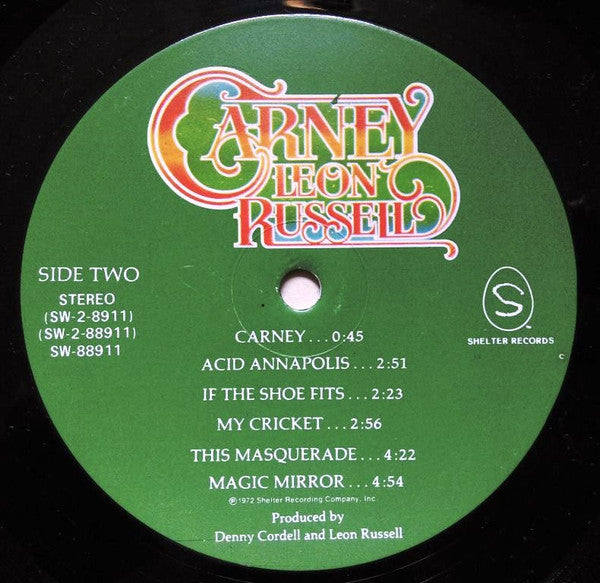 CARNEY
LEON
RUSSELL
SIDE TWO
STEREO
(SW-2-8911)
(SW-2-88911)
SW-88911
S
TM
SHELTER RECORDS
c
CARNEY...0:45
ACID ANNAPOLIS...2:51
IF THE SHOE FITS...2:23
MY CRICKET...2:56
THIS MASQUERADE...4:22
MAGIC MIRROR...4:54
℗1972 Shelter Recording Company, Inc.
Produced by
Denny Cordell and Leon Russell